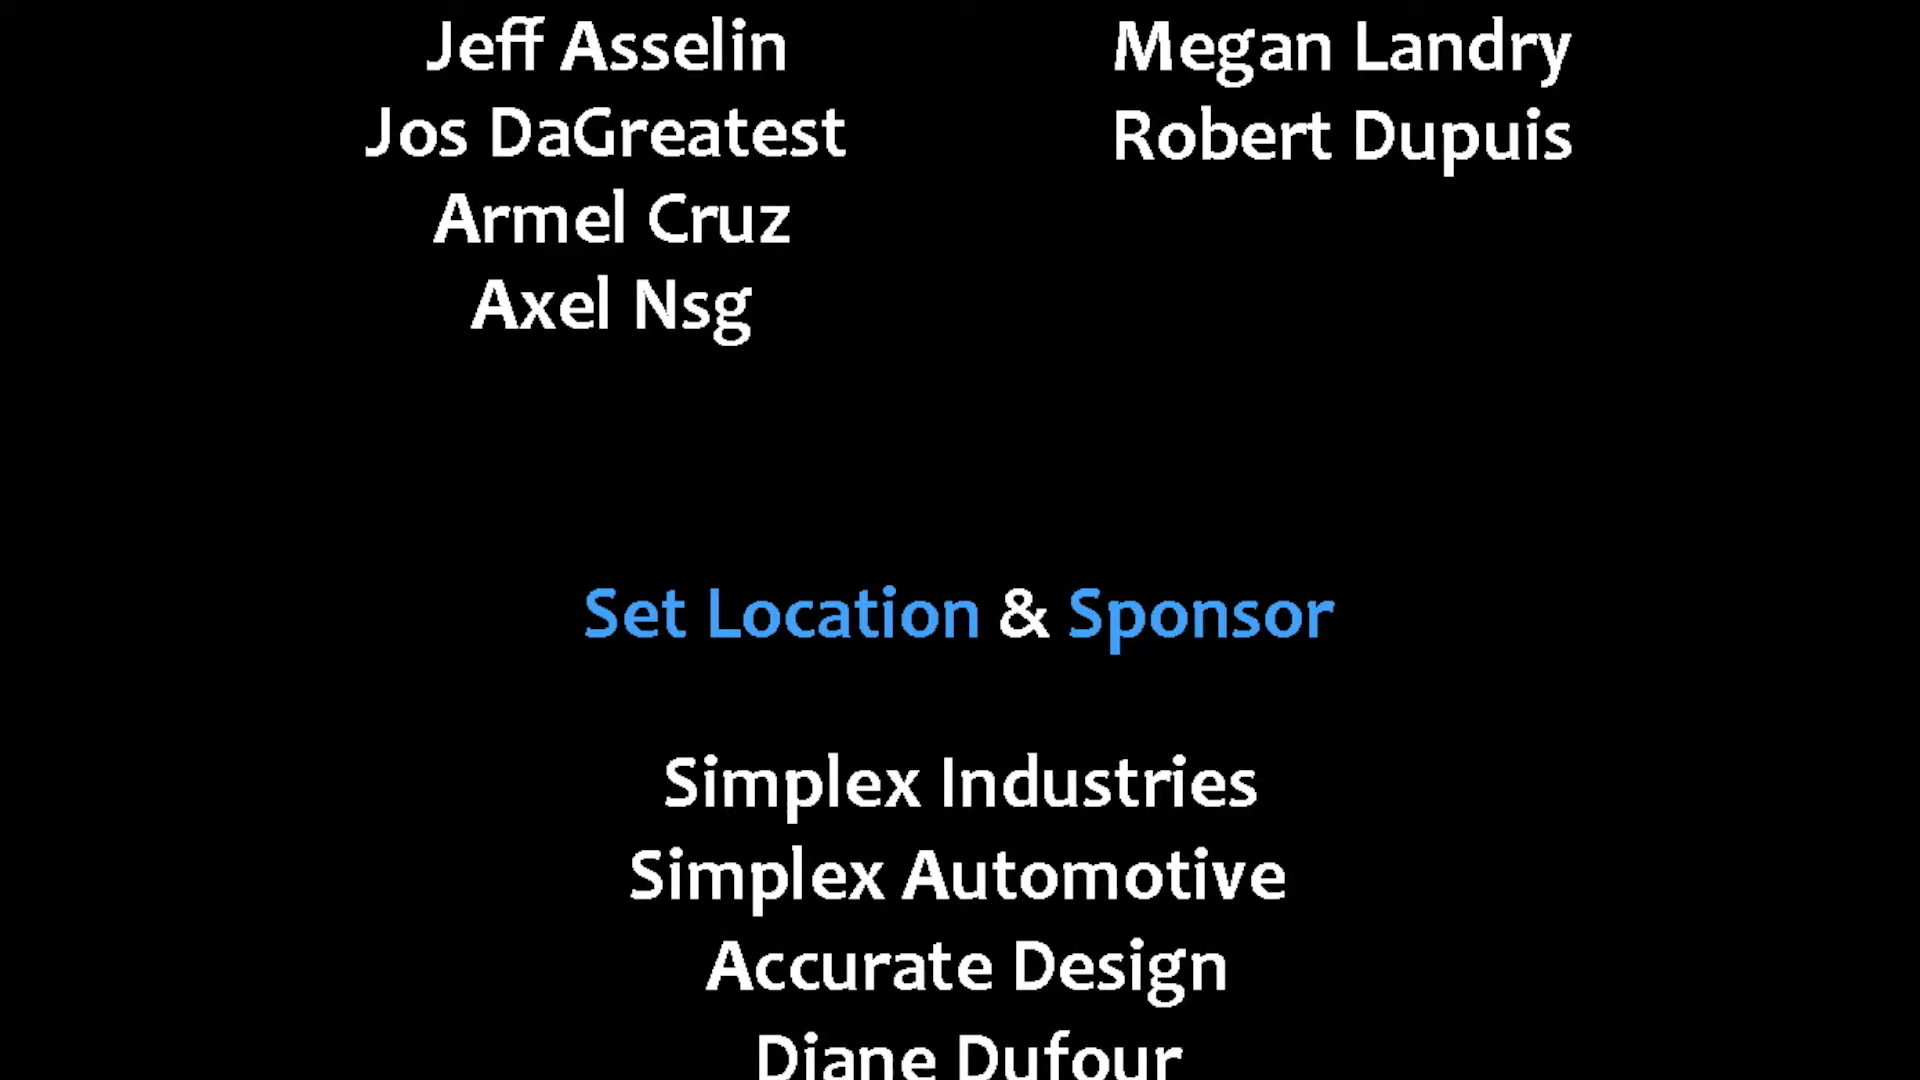 Jeff Asselin
Jos DaGreatest
Armel Cruz
Axel Nsg
Megan Landry
Robert Dupuis
Set Location & Sponsor
Simplex Industries
Simplex Automotive
Accurate Design
Diane Dufour